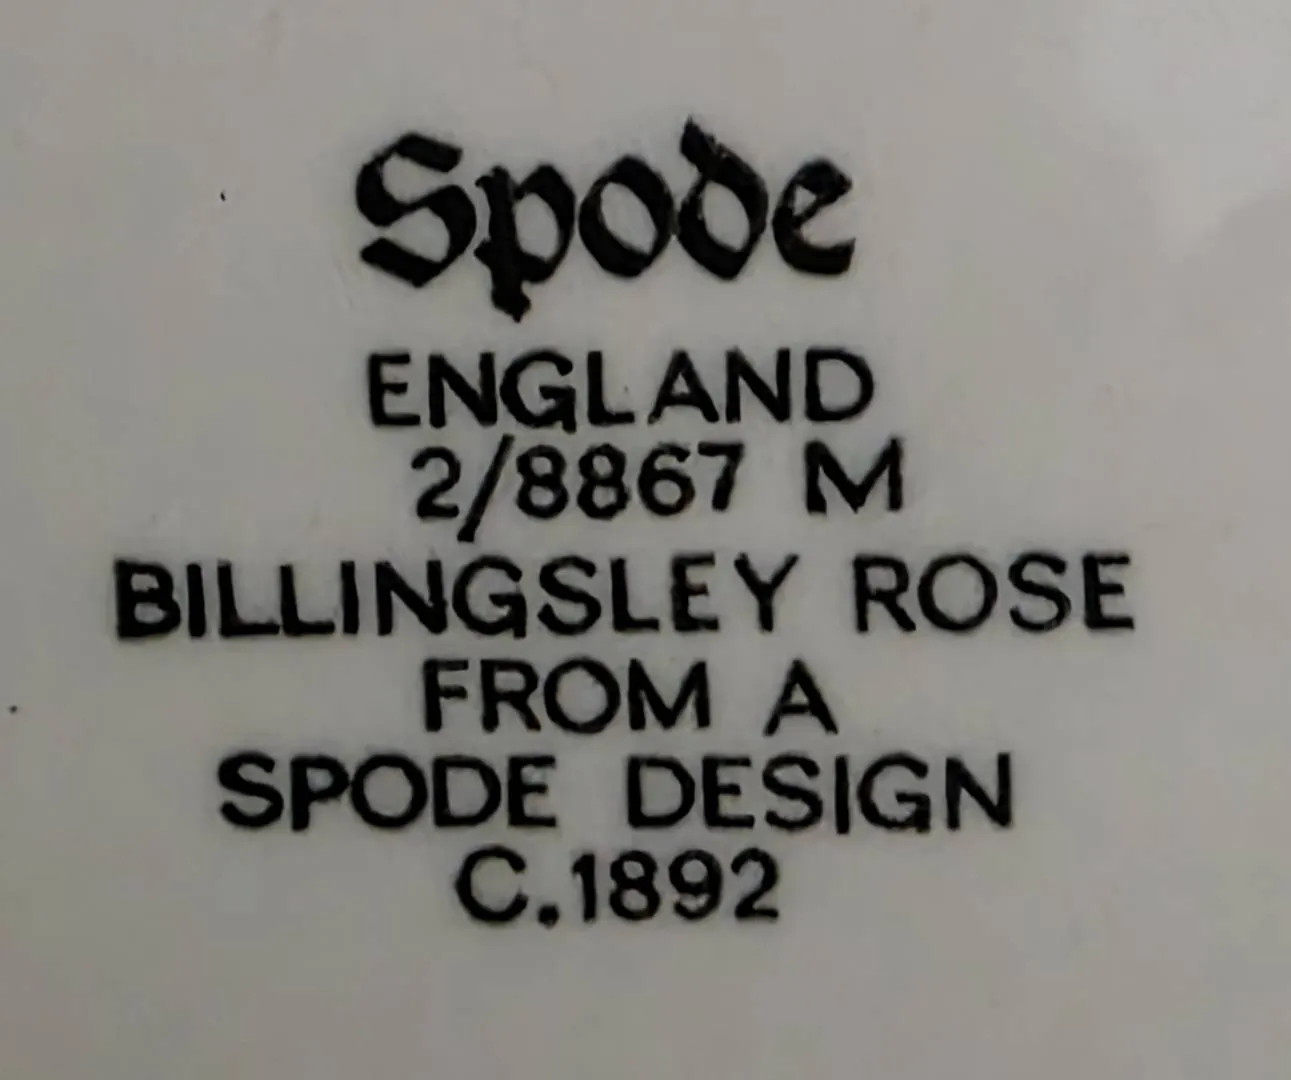 Spode
ENGLAND
2/8867 M
BILLINGSLEY ROSE
FROM A
SPODE DESIGN
C.1892